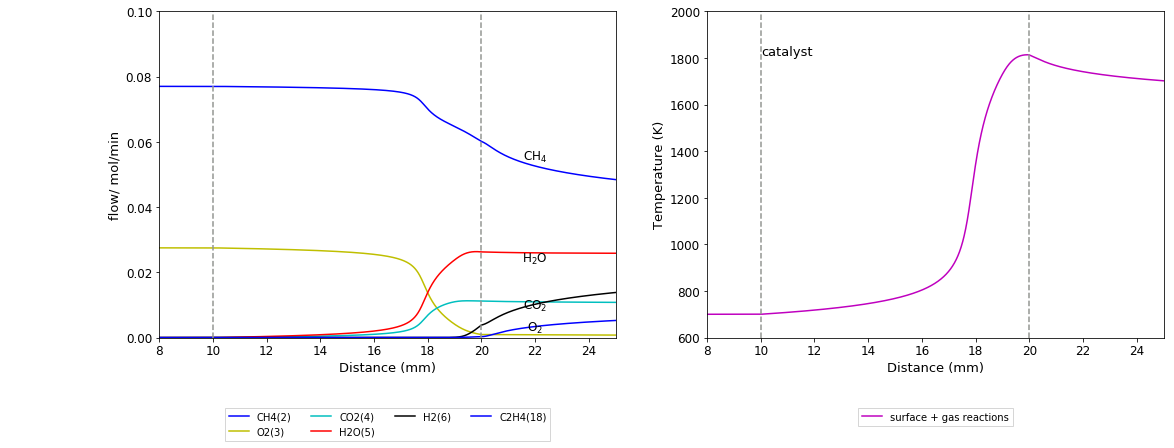 0.10
0.08
0.06
0.04
0.02
0.00
flow/ mol/min
CH4
H2O
CO2
O2
8 10 12 14 16 18 20 22 24
Distance (mm)
CH4(2) CO2(4) H2(6) C2H4(18)
O2(3) H2O(5)
2000
1800
1600
1400
1200
1000
800
600
Temperature (K)
catalyst
8 10 12 14 16 18 20 22 24
Distance (mm)
surface + gas reactions